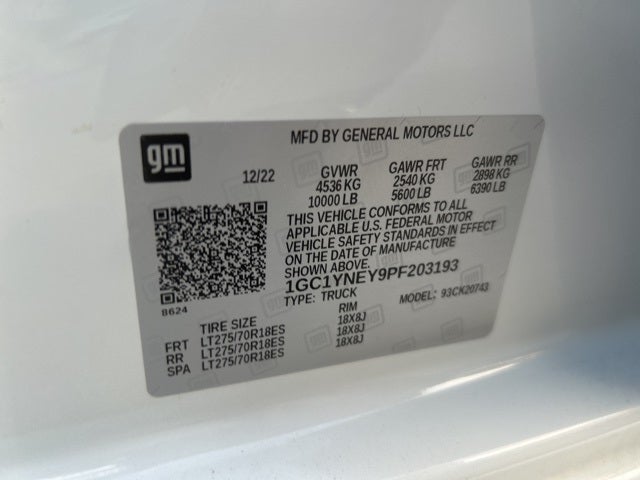 gm
MFD BY GENERAL MOTORS LLC
12/22 GVWR GAWR FRT GAWR RR
4536 KG 2540 KG 2898 KG
10000 LB 5600 LB 6390 LB
THIS VEHICLE CONFORMS TO ALL
APPLICABLE U.S. FEDERAL MOTOR
VEHICLE SAFETY STANDARDS IN EFFECT
ON THE DATE OF MANUFACTURE
SHOWN ABOVE.
1GC1YNEY9PF203193
8624
TYPE: TRUCK MODEL: 93CK20743
TIRE SIZE RIM
FRT LT275/70R18ES 18X8J
RR LT275/70R18ES 18X8J
SPA LT275/70R18ES 18X8J